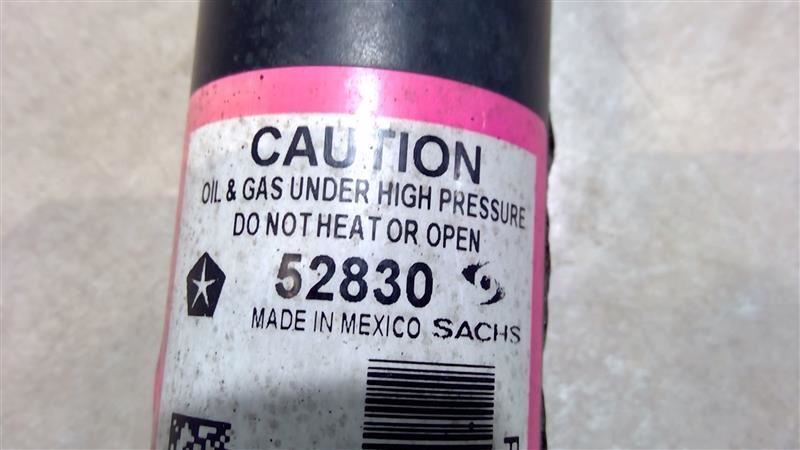 CAUTION
OIL & GAS UNDER HIGH PRESSURE
DO NOT HEAT OR OPEN
52830
MADE IN MEXICO SACHS